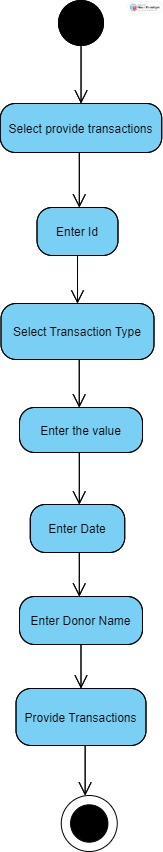 Select provide transactions
Enter Id
Select Transaction Type
Enter the value
Enter Date
Enter Donor Name
Provide Transactions